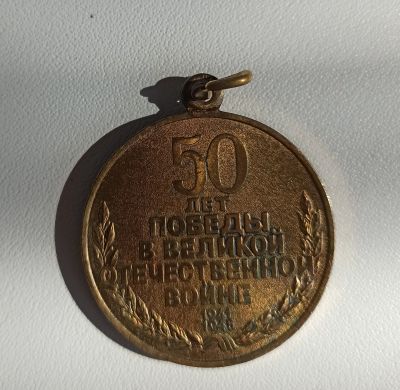 50
ЛЕТ
ПОБЕДЫ
В ВЕЛИКОЙ
ОТЕЧЕСТВЕННОЙ
ВОЙНЕ
1941
1945